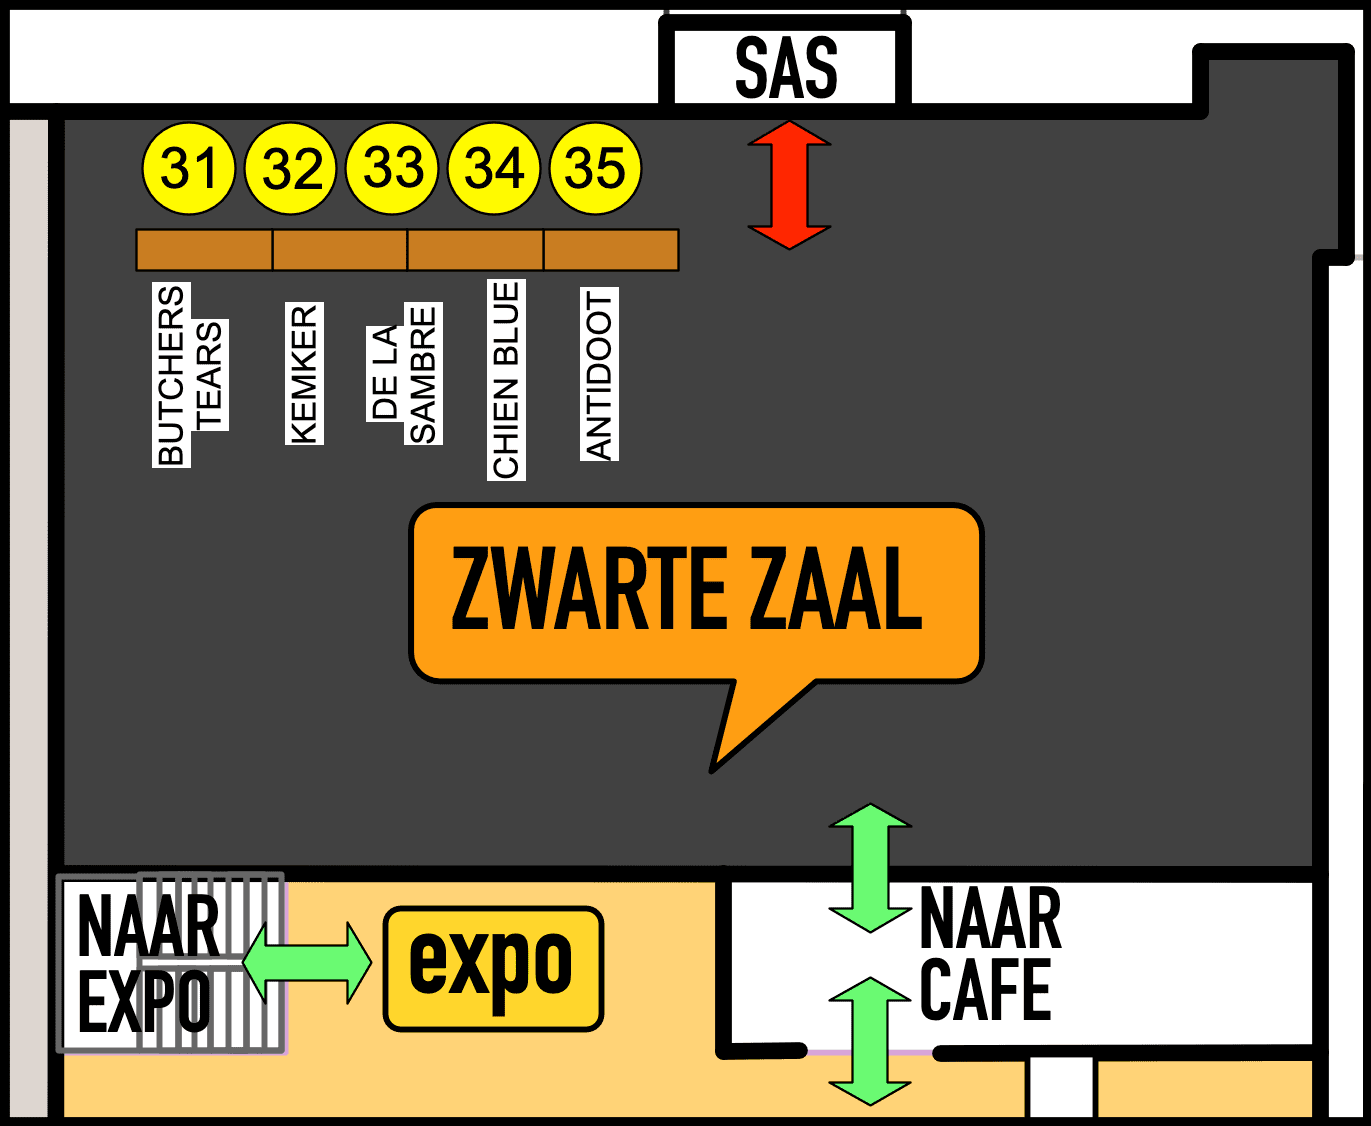 SAS
31
32
33
34
35
BUTCHERS
TEARS
KEMKER
DE LA
SAMBRE
CHIEN BLUE
ANTIDOOT
ZWARTE ZAAL
NAAR
EXPO
expo
NAAR
CAFE